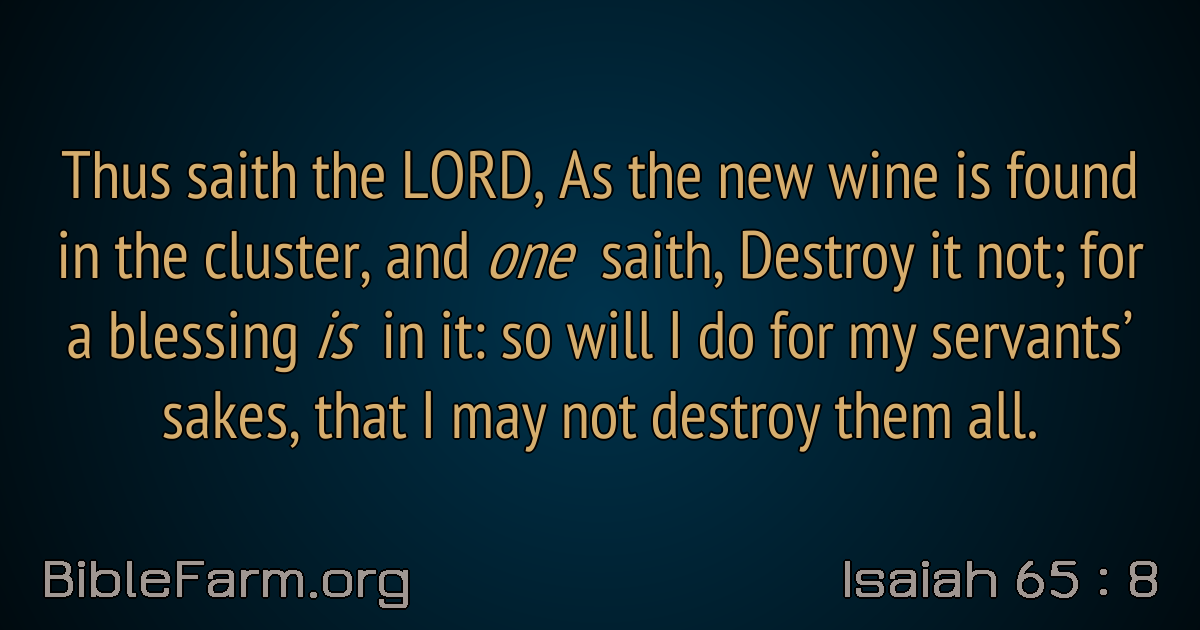 Thus saith the LORD, As the new wine is found
in the cluster, and one saith, Destroy it not; for
a blessing is in it: so will I do for my servants’
sakes, that I may not destroy them all.
BibleFarm.org
Isaiah 65 : 8